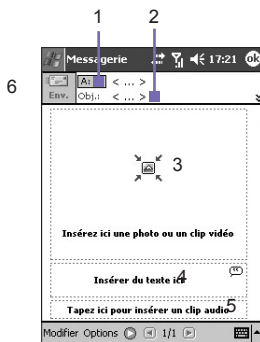 1 2
Messagerie 17:21 ok
6
Env. A: < ... >
Obj.: < ... >
3
Insérez ici une photo ou un clip vidéo
Insérer du texte ici 4
Tapez ici pour insérer un clip audio 5
Modifier Options 1/1